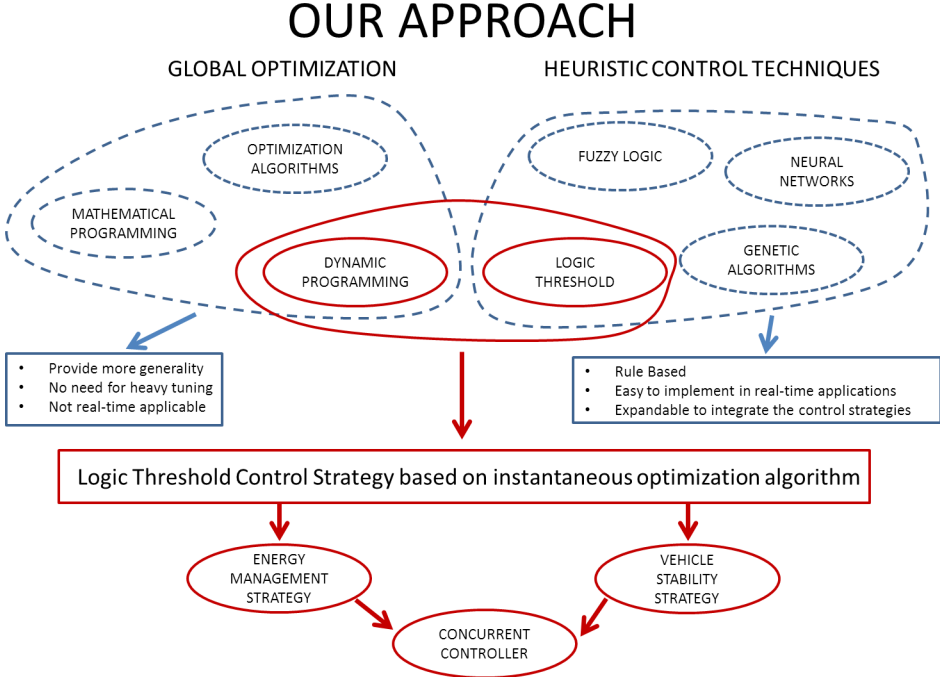 OUR APPROACH
GLOBAL OPTIMIZATION
HEURISTIC CONTROL TECHNIQUES
OPTIMIZATION
ALGORITHMS
MATHEMATICAL
PROGRAMMING
DYNAMIC
PROGRAMMING
FUZZY LOGIC
NEURAL
NETWORKS
LOGIC
THRESHOLD
GENETIC
ALGORITHMS
• Provide more generality
• No need for heavy tuning
• Not real-time applicable
• Rule Based
• Easy to implement in real-time applications
• Expandable to integrate the control strategies
Logic Threshold Control Strategy based on instantaneous optimization algorithm
ENERGY
MANAGEMENT
STRATEGY
VEHICLE
STABILITY
STRATEGY
CONCURRENT
CONTROLLER